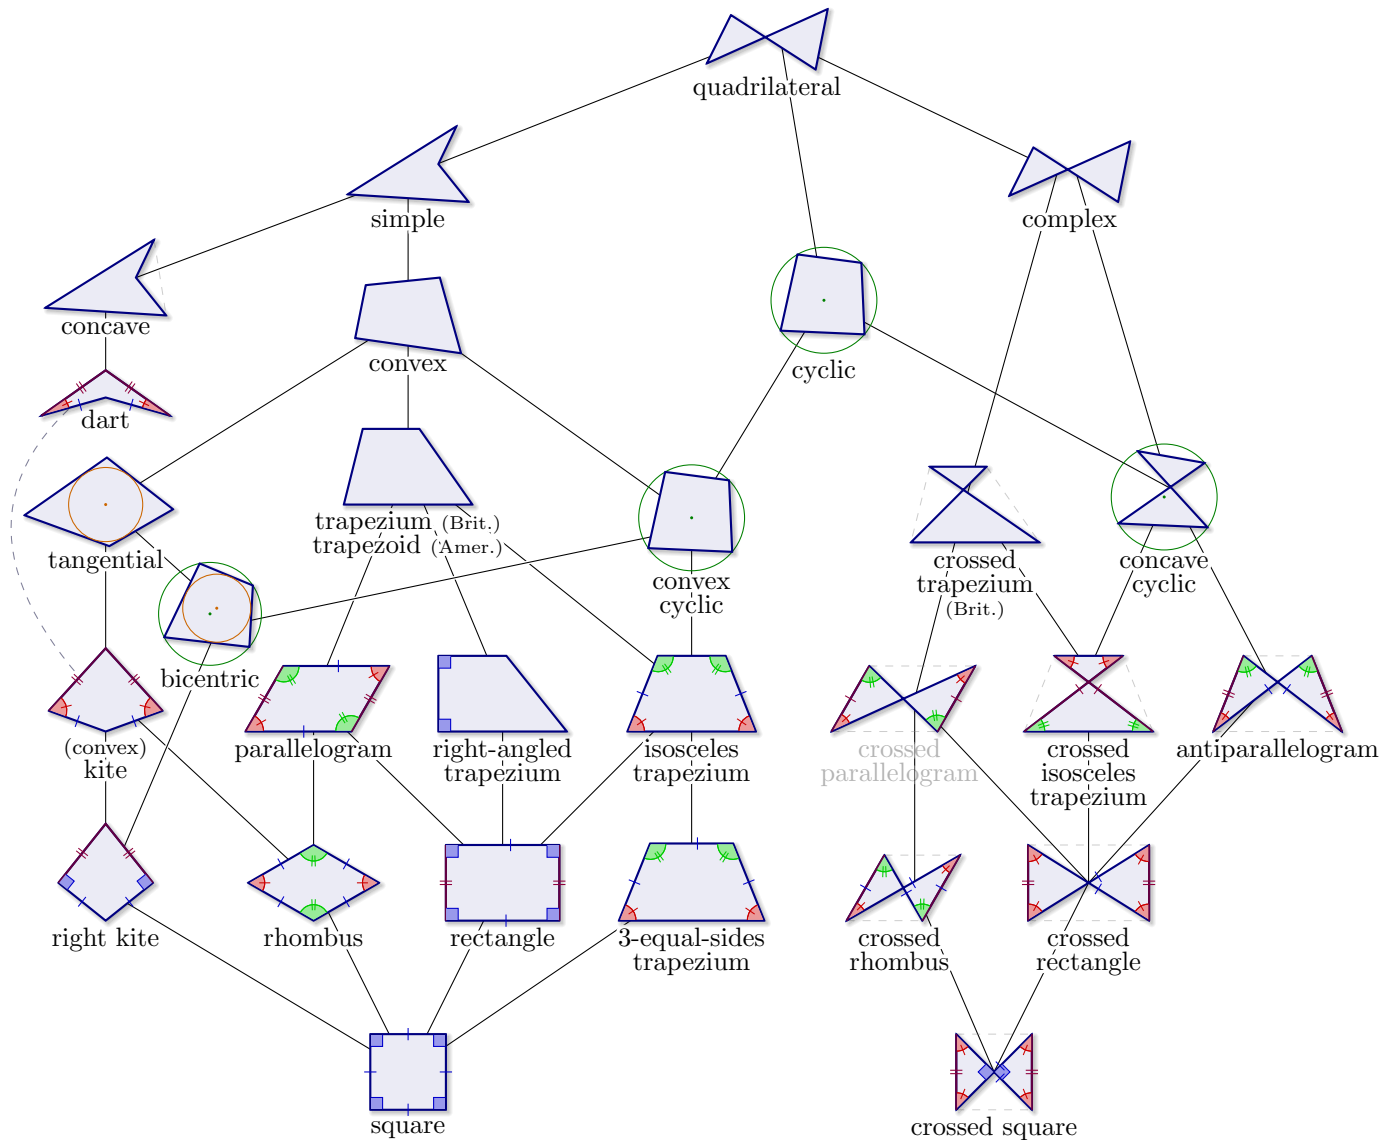 quadrilateral
simple
complex
concave
convex
cyclic
dart
trapezium (Brit.)
trapezoid (Amer.)
tangential
convex
cyclic
crossed
trapezium
(Brit.)
concave
cyclic
bicentric
(convex)
kite
parallelogram
right-angled
trapezium
isosceles
trapezium
crossed
parallelogram
crossed
isosceles
trapezium
antiparallelogram
right kite
rhombus
rectangle
3-equal-sides
trapezium
crossed
rhombus
crossed
rectangle
square
crossed square